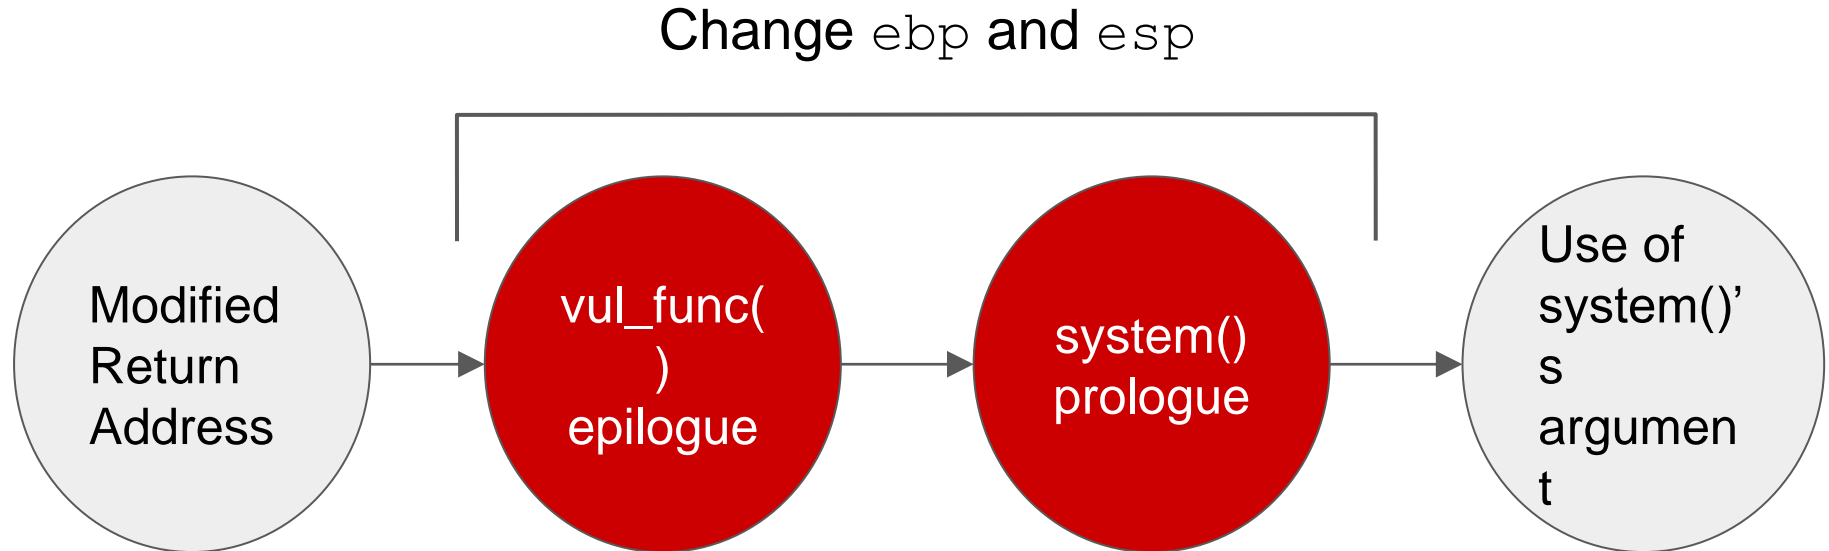 Change ebp and esp
Modified
Return
Address
vul_func(
)
epilogue
system()
prologue
Use of
system()’
s
argumen
t